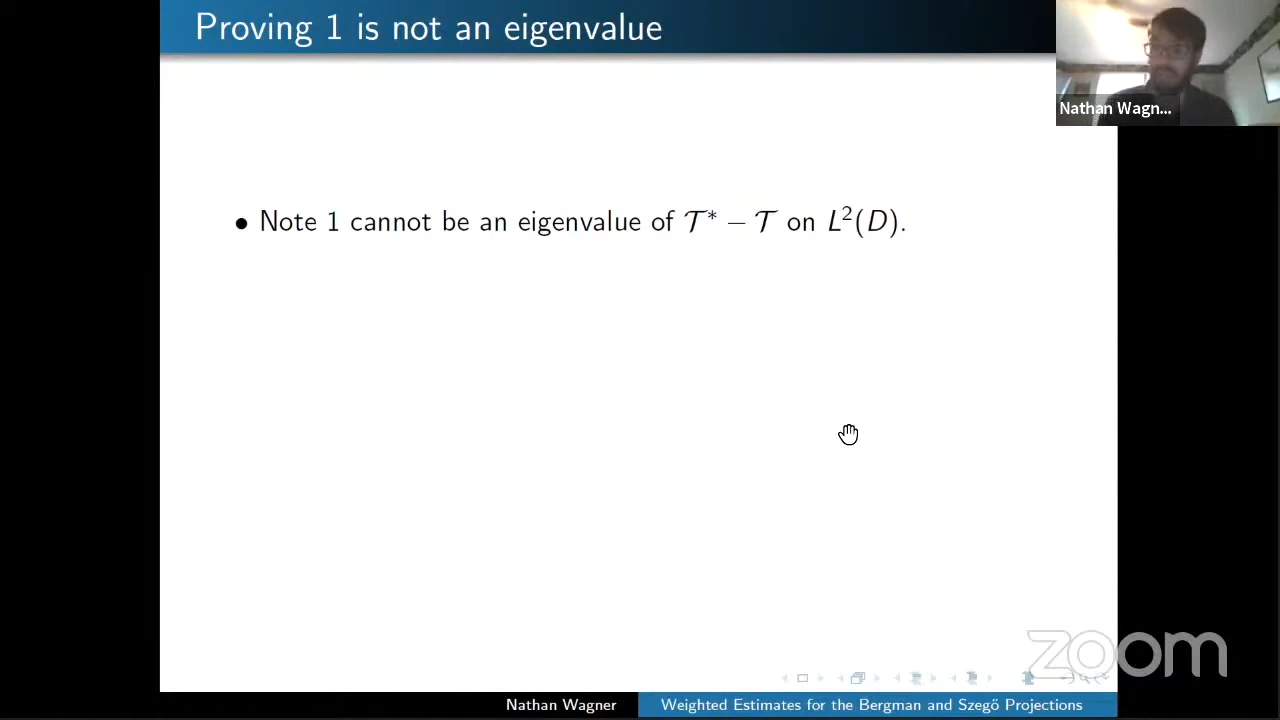 Proving 1 is not an eigenvalue
Nathan Wagn...
• Note 1 cannot be an eigenvalue of 𝒯* − 𝒯 on L²(D).
zoom
Nathan Wagner
Weighted Estimates for the Bergman and Szegő Projections